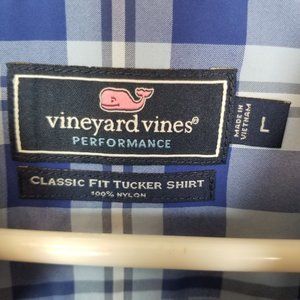 vineyard vines®
PERFORMANCE
CLASSIC FIT TUCKER SHIRT
100% NYLON
MADE IN
VIETNAM
L